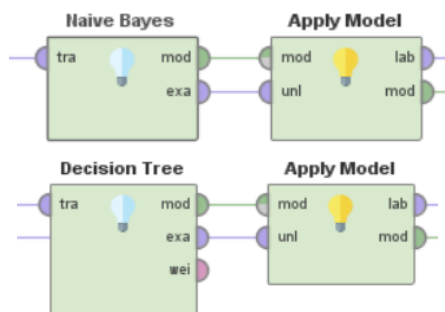 Naive Bayes Apply Model
tra mod mod lab
exa unl mod
Decision Tree Apply Model
tra mod mod lab
exa unl mod
wei